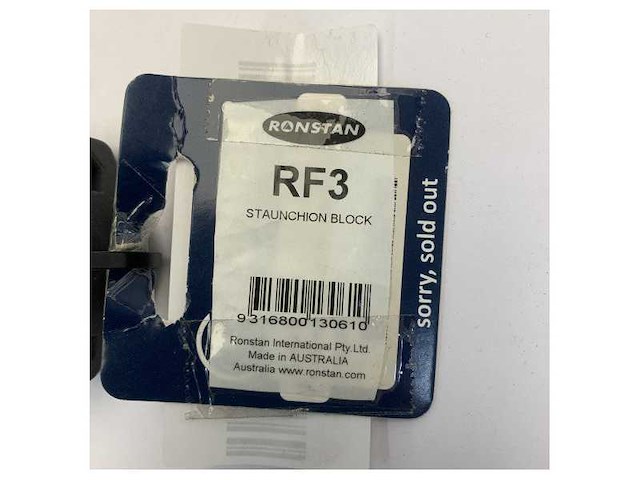 RONSTAN
RF3
STAUNCHION BLOCK
9 316800 130610
Ronstan International Pty.Ltd.
Made in AUSTRALIA
Australia www.ronstan.com
sorry, sold out